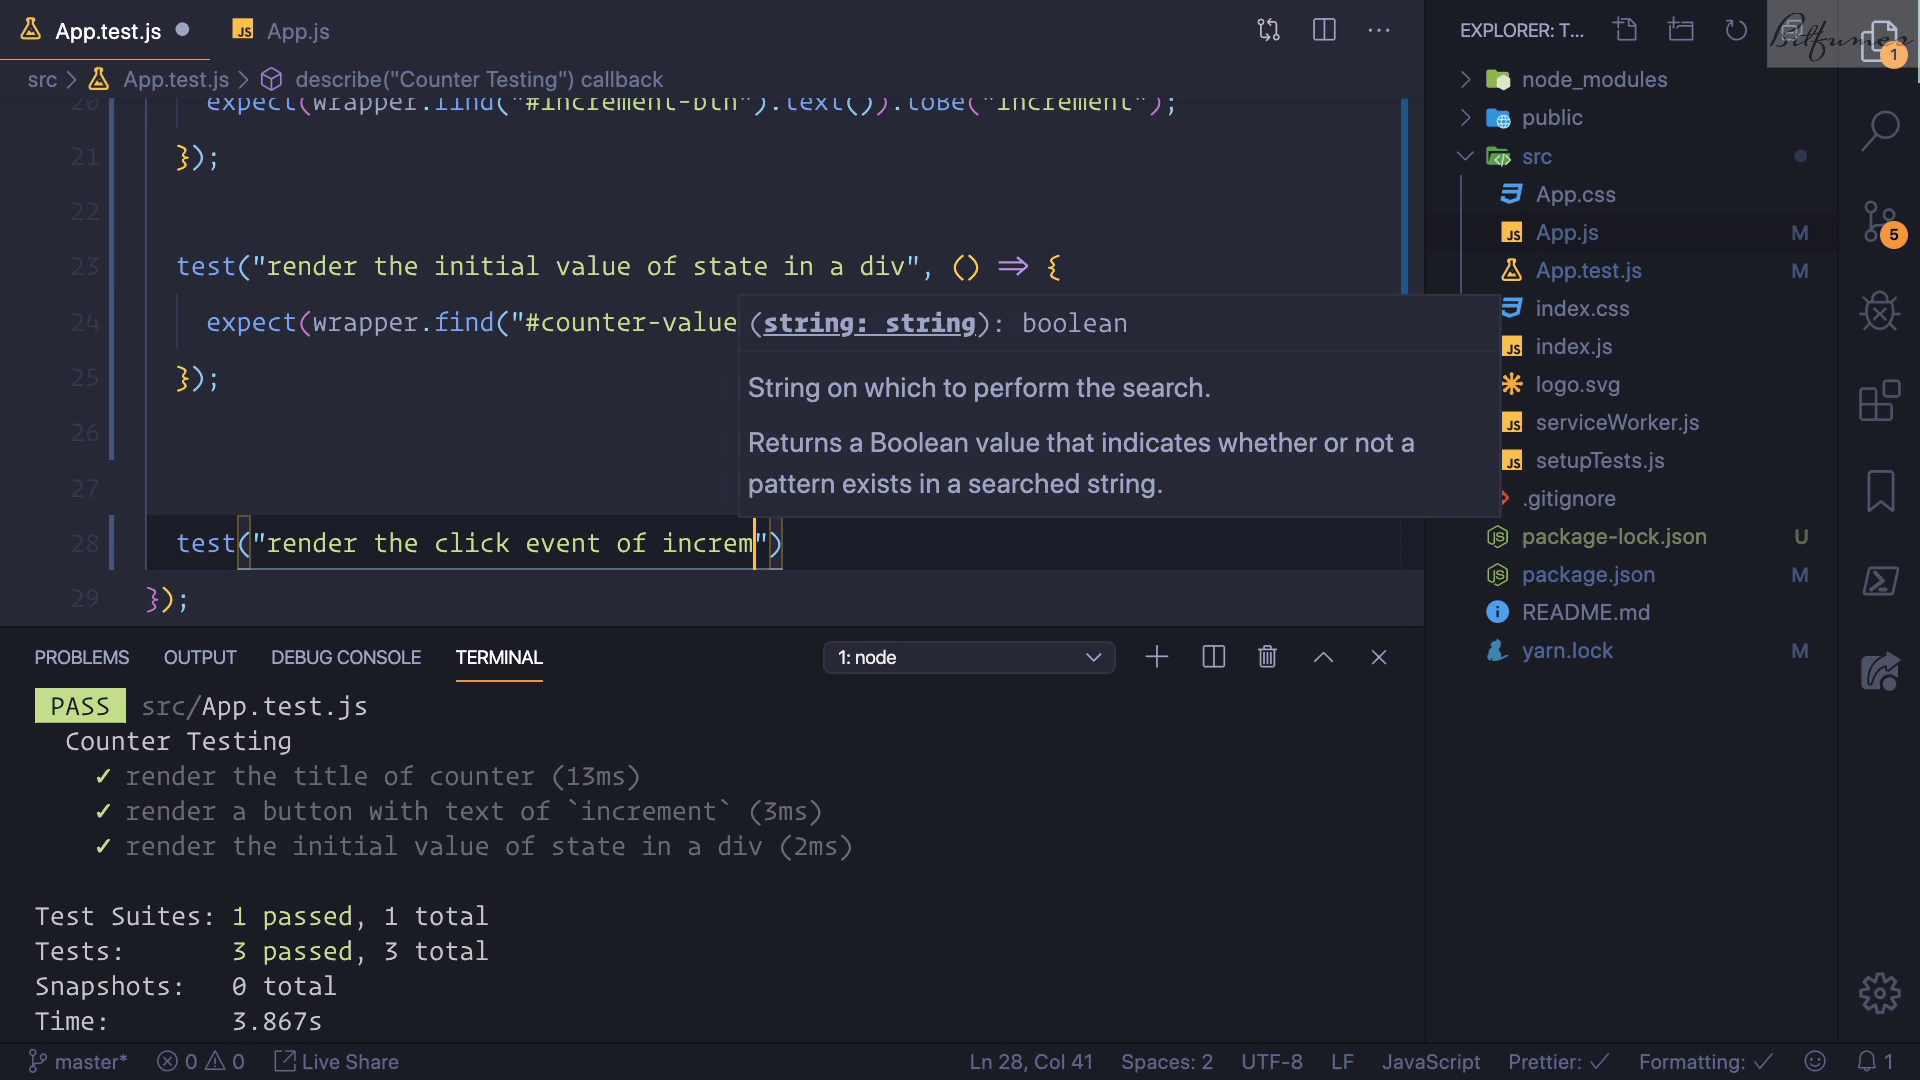 App.test.js
App.js
EXPLORER: T...
Bitfumes
1
src > App.test.js > describe("Counter Testing") callback
20 expect(wrapper.find("#increment-btn").text()).toBe("increment");
21 });
22
23 test("render the initial value of state in a div", () => {
24 expect(wrapper.find("#counter-value
25 });
26
27
28 test("render the click event of increm")
29 });
(string: string): boolean
String on which to perform the search.
Returns a Boolean value that indicates whether or not a
pattern exists in a searched string.
node_modules
public
src
App.css
App.js M
App.test.js M
index.css
index.js
logo.svg
serviceWorker.js
setupTests.js
.gitignore
package-lock.json U
package.json M
README.md
yarn.lock M
5
PROBLEMS OUTPUT DEBUG CONSOLE TERMINAL 1: node
PASS src/App.test.js
Counter Testing
✓ render the title of counter (13ms)
✓ render a button with text of `increment` (3ms)
✓ render the initial value of state in a div (2ms)
Test Suites: 1 passed, 1 total
Tests: 3 passed, 3 total
Snapshots: 0 total
Time: 3.867s
master* 0 0 Live Share Ln 28, Col 41 Spaces: 2 UTF-8 LF JavaScript Prettier: ✓ Formatting: ✓ 1